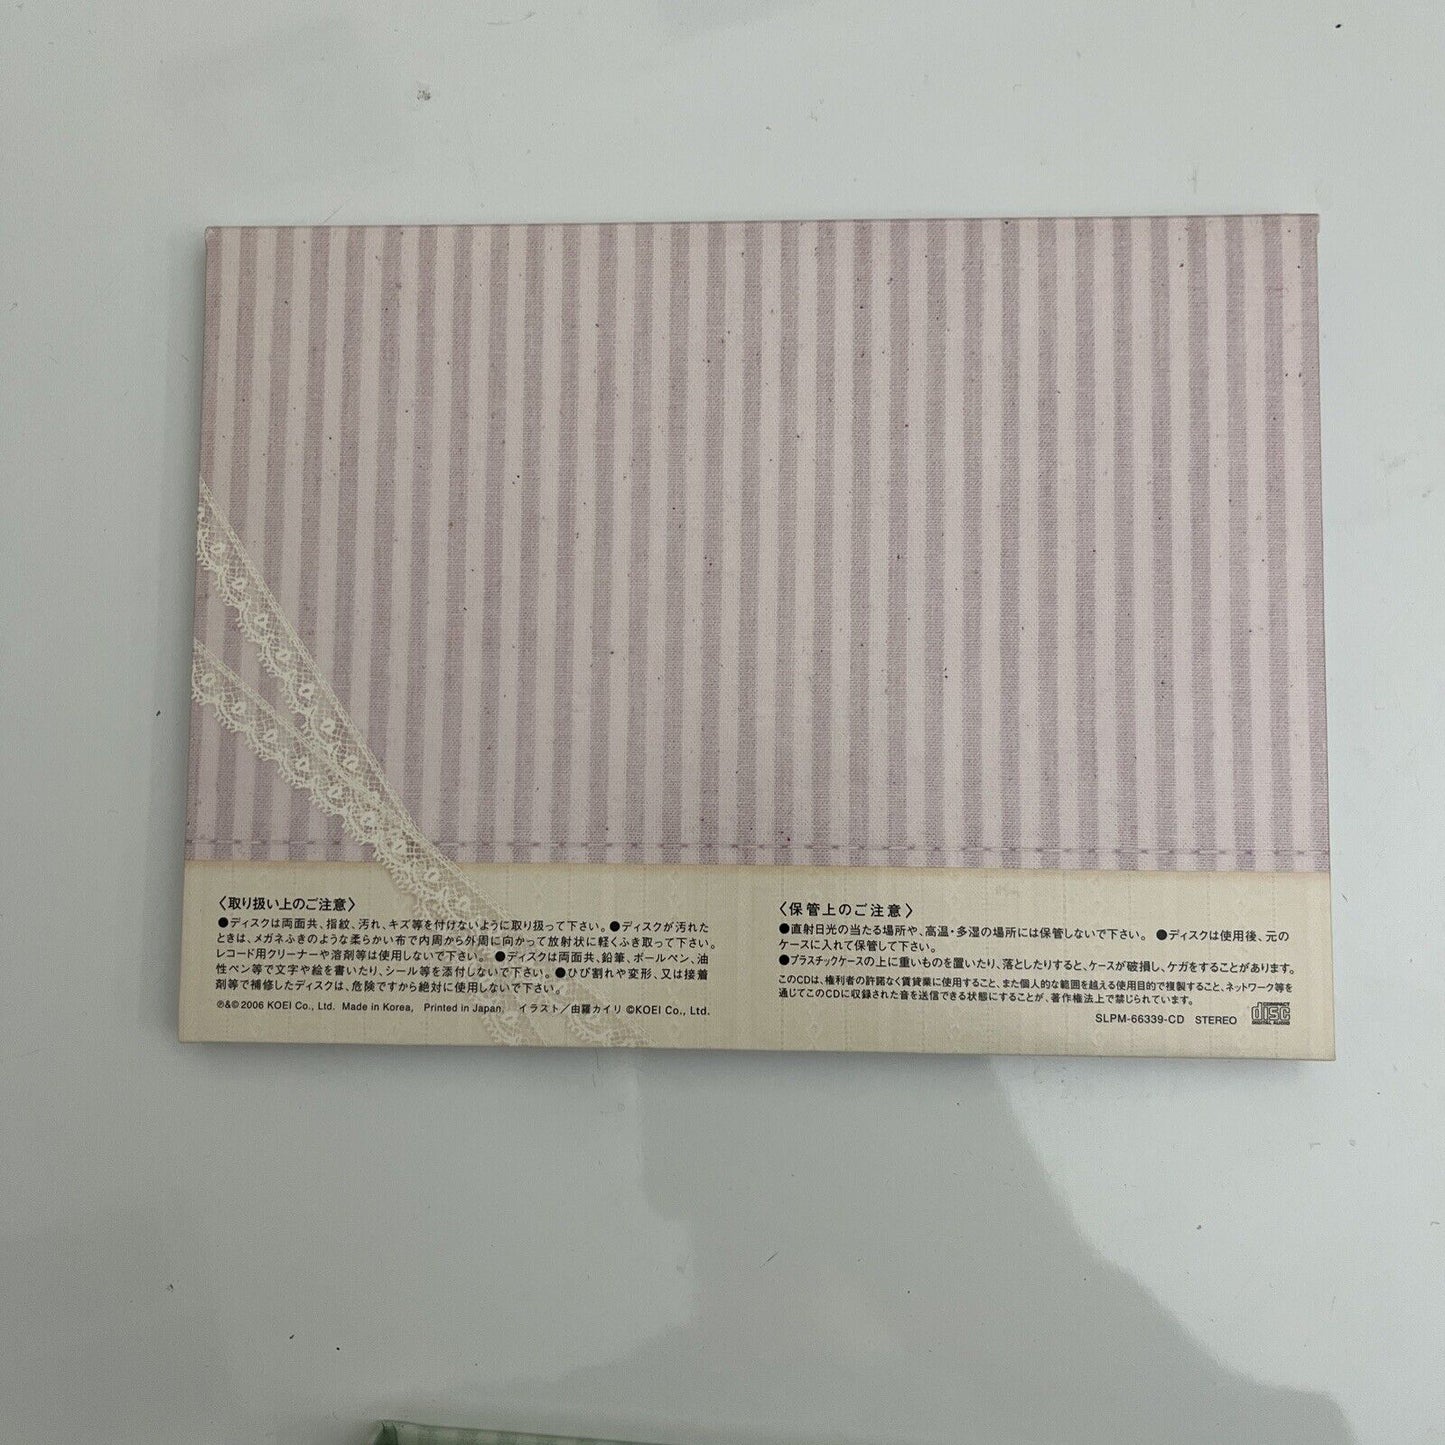 〈取り扱い上のご注意〉
●ディスクは両面共、指紋、汚れ、キズ等を付けないように取り扱って下さい。●ディスクが汚れた
ときは、メガネふきのような柔らかい布で内周から外周に向かって放射状に軽くふき取って下さい。
レコード用クリーナーや溶剤等は使用しないで下さい。●ディスクは両面共、鉛筆、ボールペン、油
性ペン等で文字や絵を書いたり、シール等を添付しないで下さい。●ひび割れや変形、又は接着
剤等で補修したディスクは、危険ですから絶対に使用しないで下さい。
℗&© 2006 KOEI Co., Ltd. Made in Korea, Printed in Japan. イラスト／由羅カイリ ©KOEI Co., Ltd.
〈保管上のご注意〉
●直射日光の当たる場所や、高温・多湿の場所には保管しないで下さい。 ●ディスクは使用後、元の
ケースに入れて保管して下さい。
●プラスチックケースの上に重いものを置いたり、落としたりすると、ケースが破損し、ケガをすることがあります。
このCDは、権利者の許諾なく賃貸業に使用すること、また個人的な範囲を越える使用目的で複製すること、ネットワーク等を
通じてこのCDに収録された音を送信できる状態にすることが、著作権法上で禁じられています。
SLPM-66339-CD STEREO
COMPACT
disc
DIGITAL AUDIO